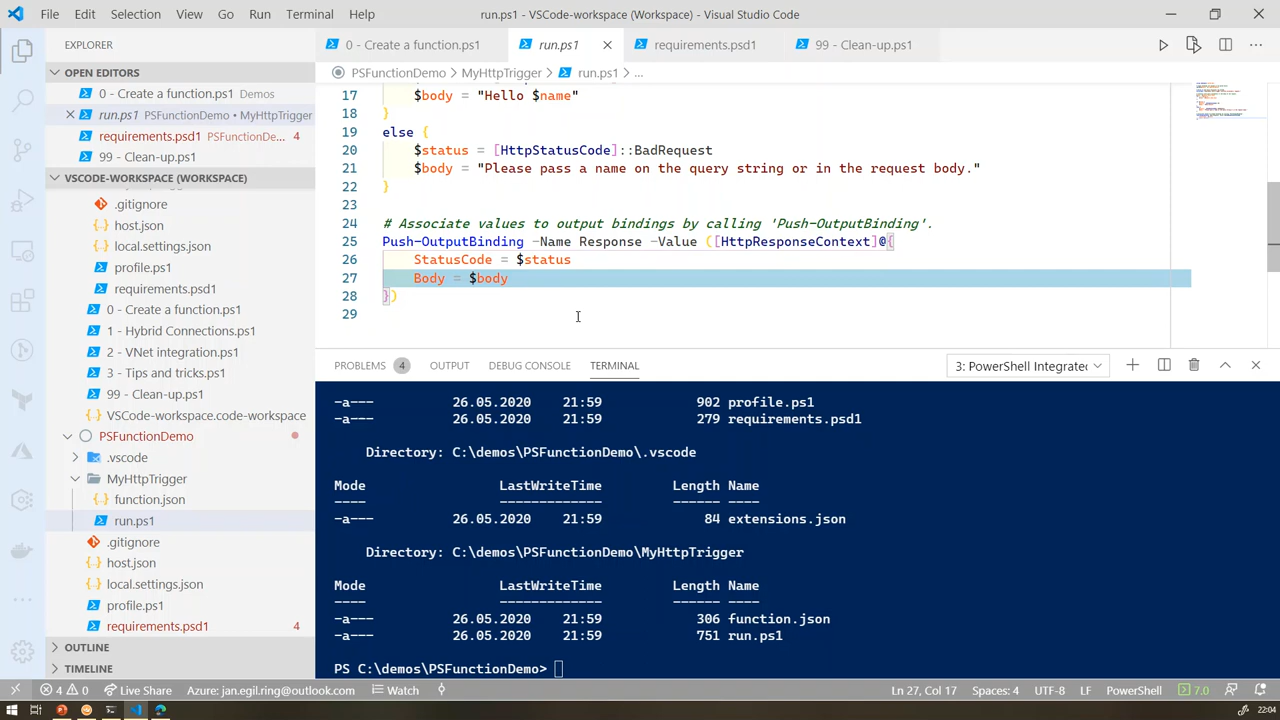 File Edit Selection View Go Run Terminal Help run.ps1 - VSCode-workspace (Workspace) - Visual Studio Code
EXPLORER
0 - Create a function.ps1 run.ps1 requirements.psd1 99 - Clean-up.ps1
OPEN EDITORS
0 - Create a function.ps1 Demos
run.ps1 PSFunctionDemo • MyHttpTrigger
requirements.psd1 PSFunctionDe... 4
99 - Clean-up.ps1
VSCODE-WORKSPACE (WORKSPACE)
.gitignore
host.json
local.settings.json
profile.ps1
requirements.psd1
0 - Create a function.ps1
1 - Hybrid Connections.ps1
2 - VNet integration.ps1
3 - Tips and tricks.ps1
99 - Clean-up.ps1
VSCode-workspace.code-workspace
PSFunctionDemo
.vscode
MyHttpTrigger
function.json
run.ps1
.gitignore
host.json
local.settings.json
profile.ps1
requirements.psd1 4
OUTLINE
TIMELINE
PSFunctionDemo > MyHttpTrigger > run.ps1 > ...
17 $body = "Hello $name"
18 }
19 else {
20 $status = [HttpStatusCode]::BadRequest
21 $body = "Please pass a name on the query string or in the request body."
22 }
23
24 # Associate values to output bindings by calling 'Push-OutputBinding'.
25 Push-OutputBinding -Name Response -Value ([HttpResponseContext]@{
26 StatusCode = $status
27 Body = $body
28 })
29
PROBLEMS 4 OUTPUT DEBUG CONSOLE TERMINAL 3: PowerShell Integrate
-a--- 26.05.2020 21:59 902 profile.ps1
-a--- 26.05.2020 21:59 279 requirements.psd1
Directory: C:\demos\PSFunctionDemo\.vscode
Mode LastWriteTime Length Name
---- ------------- ------ ----
-a--- 26.05.2020 21:59 84 extensions.json
Directory: C:\demos\PSFunctionDemo\MyHttpTrigger
Mode LastWriteTime Length Name
---- ------------- ------ ----
-a--- 26.05.2020 21:59 306 function.json
-a--- 26.05.2020 21:59 751 run.ps1
PS C:\demos\PSFunctionDemo>
4 0 Live Share Azure: jan.egil.ring@outlook.com Watch Ln 27, Col 17 Spaces: 4 UTF-8 LF PowerShell 7.0
22:04